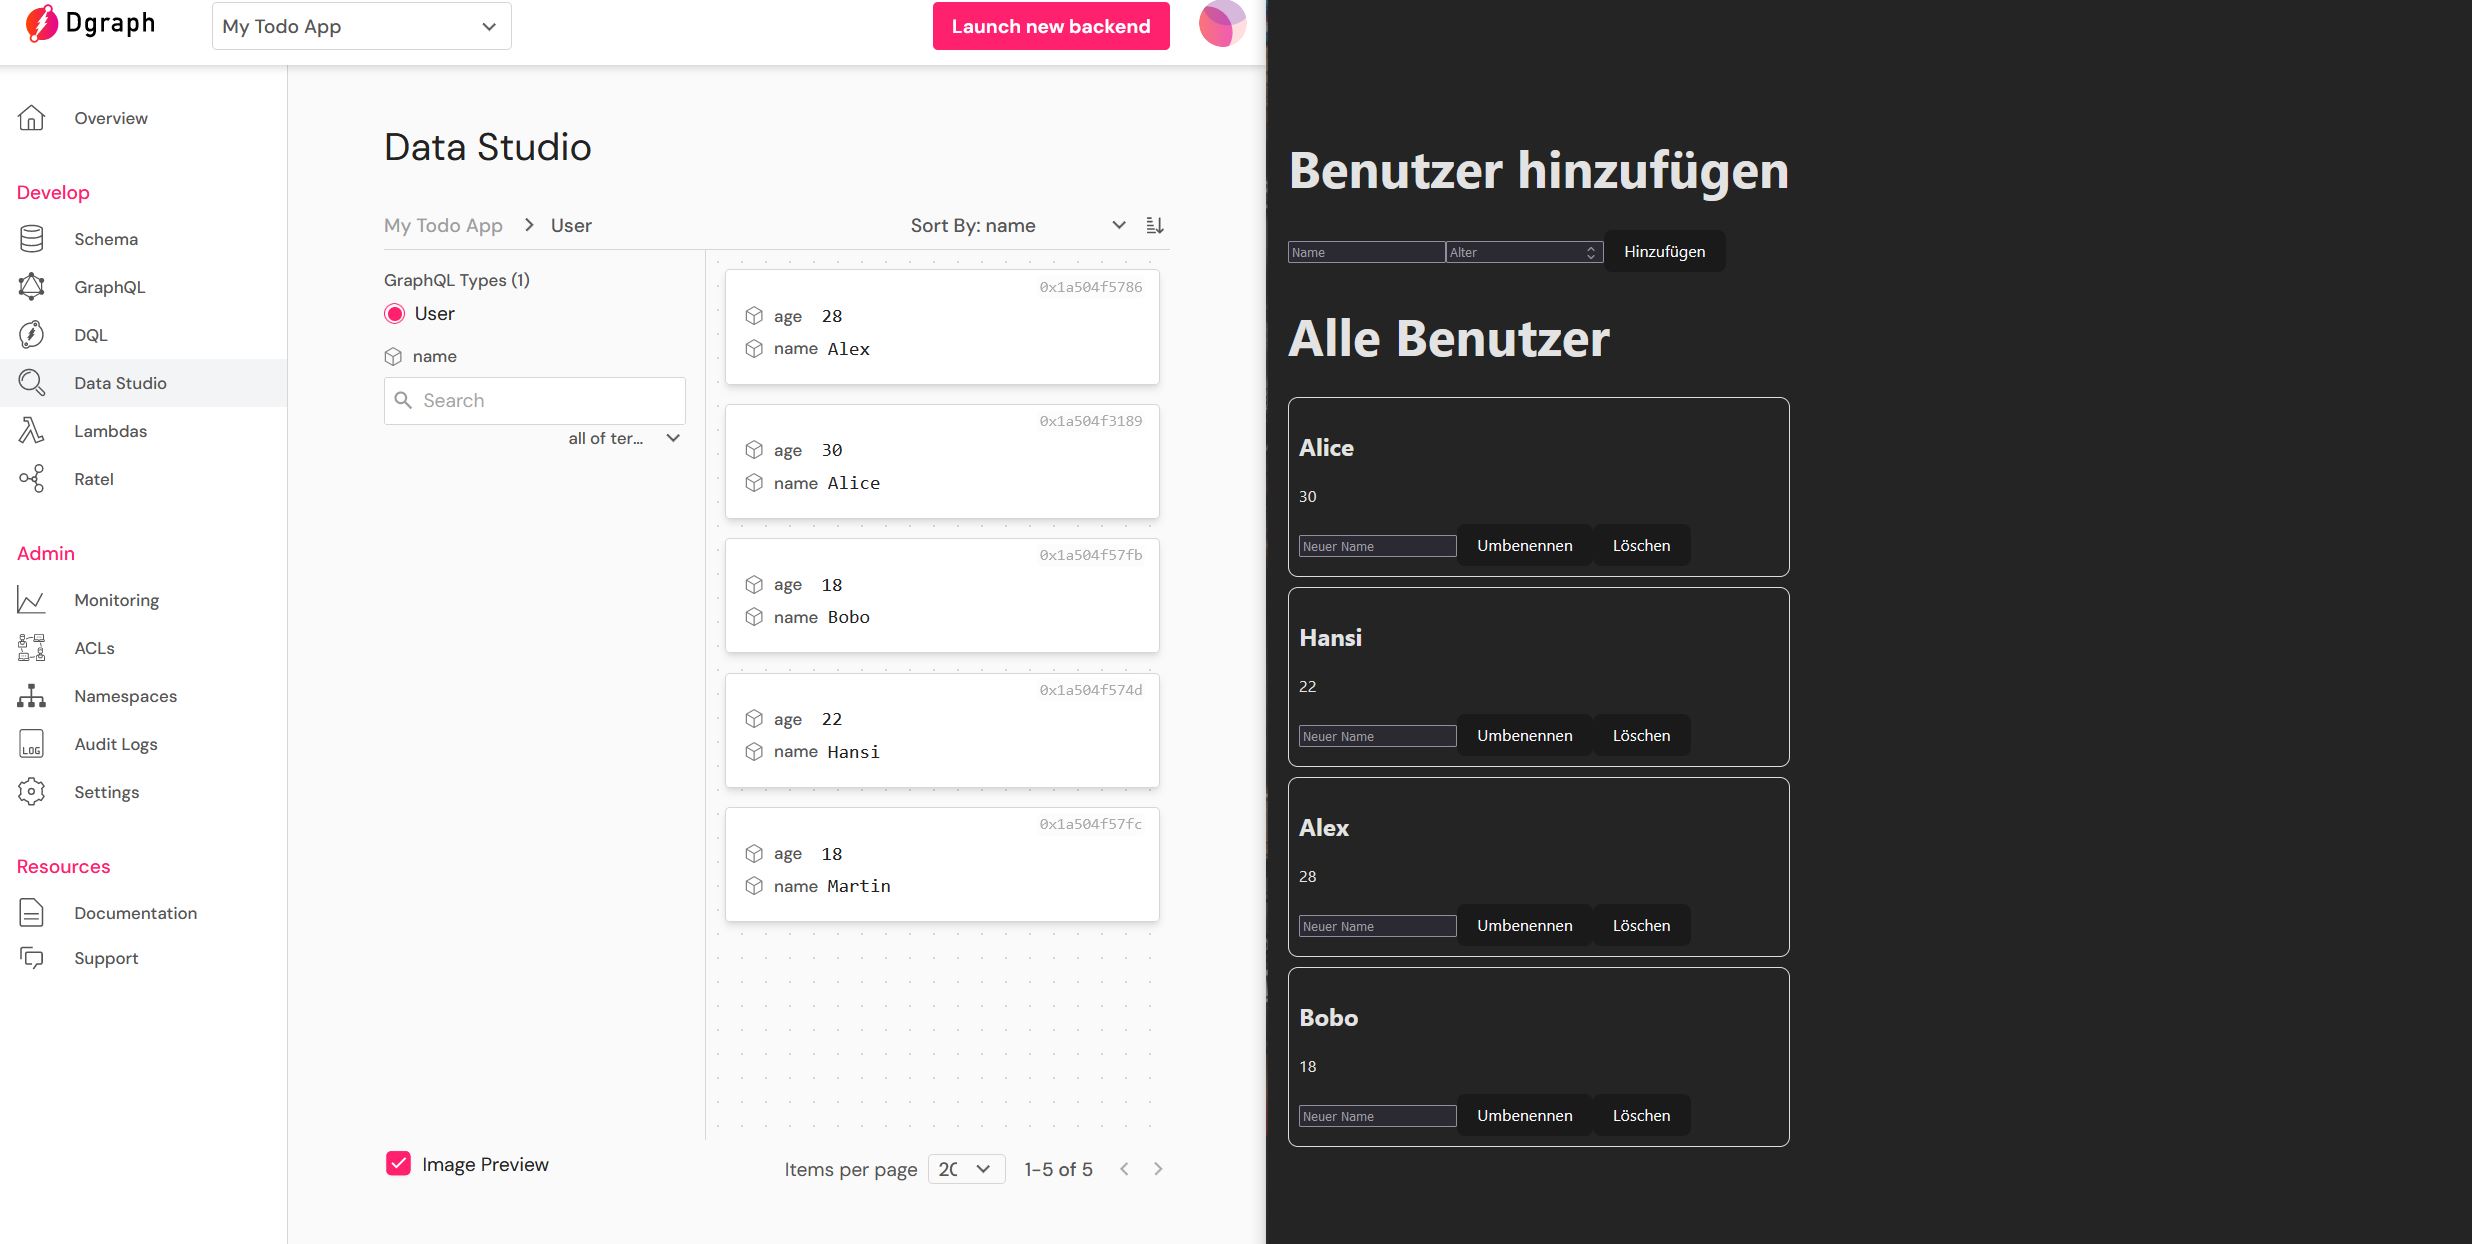 Dgraph
My Todo App
Launch new backend
Overview
Develop
Schema
GraphQL
DQL
Data Studio
Lambdas
Ratel
Admin
Monitoring
ACLs
Namespaces
LOG
Audit Logs
Settings
Resources
Documentation
Support
Data Studio
My Todo App > User
Sort By: name
GraphQL Types (1)
User
name
Search
all of ter...
0x1a504f5786
age 28
name Alex
0x1a504f3189
age 30
name Alice
0x1a504f57fb
age 18
name Bobo
0x1a504f574d
age 22
name Hansi
0x1a504f57fc
age 18
name Martin
Image Preview
Items per page 20 1-5 of 5
Benutzer hinzufügen
Name Alter Hinzufügen
Alle Benutzer
Alice
30
Neuer Name Umbenennen Löschen
Hansi
22
Neuer Name Umbenennen Löschen
Alex
28
Neuer Name Umbenennen Löschen
Bobo
18
Neuer Name Umbenennen Löschen